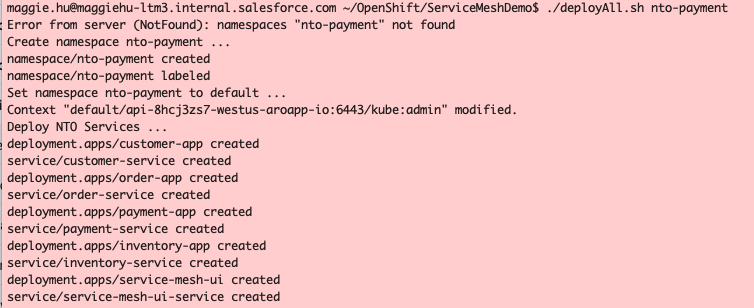 maggie.hu@maggiehu-ltm3.internal.salesforce.com ~/OpenShift/ServiceMeshDemo$ ./deployAll.sh nto-payment
Error from server (NotFound): namespaces "nto-payment" not found
Create namespace nto-payment ...
namespace/nto-payment created
namespace/nto-payment labeled
Set namespace nto-payment to default ...
Context "default/api-8hcj3zs7-westus-aroapp-io:6443/kube:admin" modified.
Deploy NTO Services ...
deployment.apps/customer-app created
service/customer-service created
deployment.apps/order-app created
service/order-service created
deployment.apps/payment-app created
service/payment-service created
deployment.apps/inventory-app created
service/inventory-service created
deployment.apps/service-mesh-ui created
service/service-mesh-ui-service created